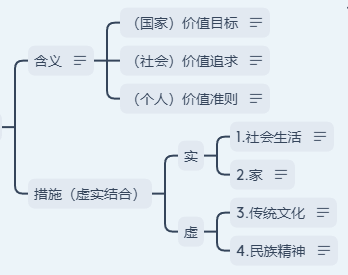 含义
（国家）价值目标
（社会）价值追求
（个人）价值准则
措施（虚实结合）
实
1.社会生活
2.家
虚
3.传统文化
4.民族精神